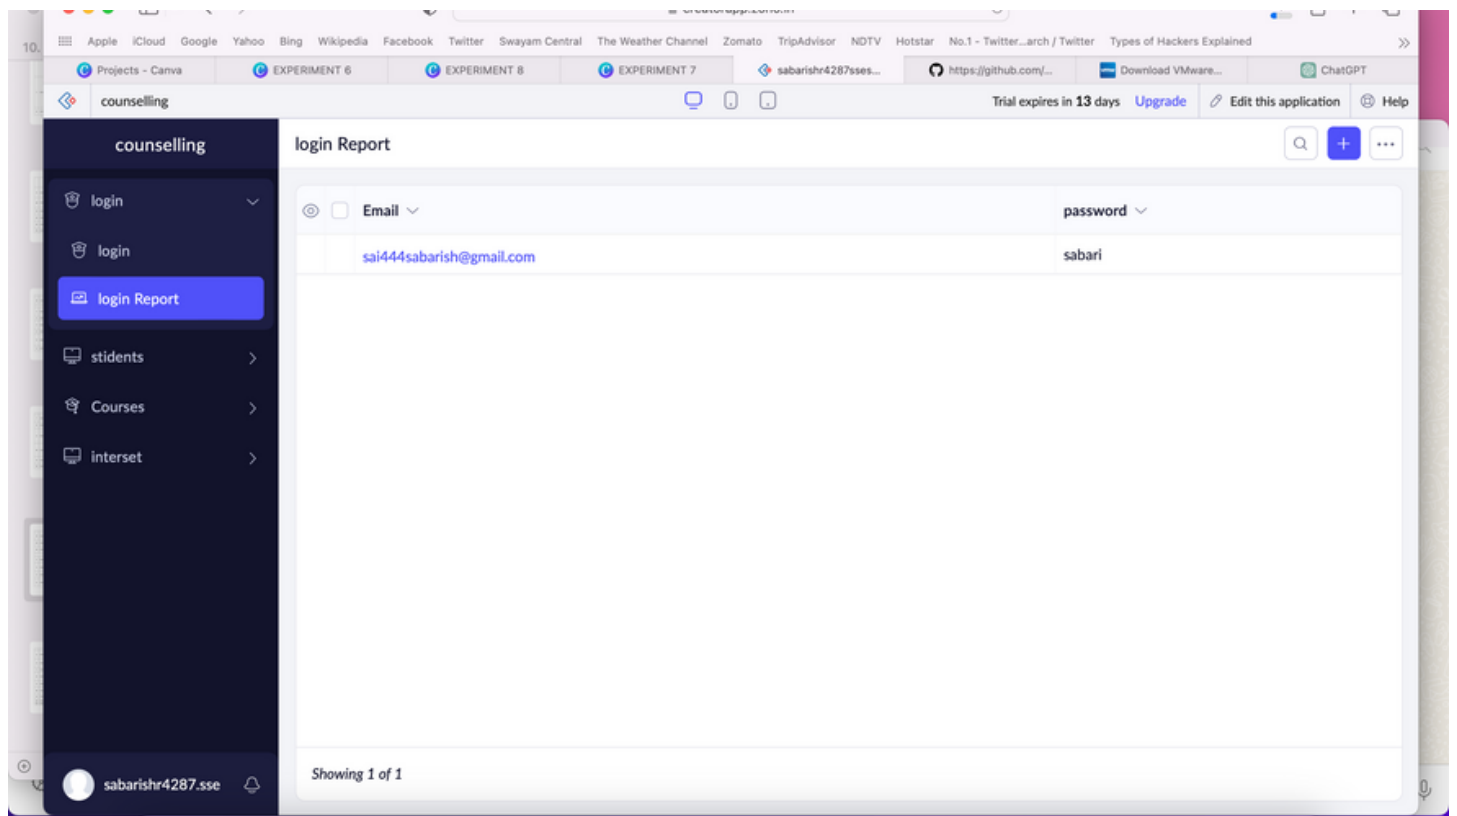 10.
Apple iCloud Google Yahoo Bing Wikipedia Facebook Twitter Swayam Central The Weather Channel Zomato TripAdvisor NDTV Hotstar No.1 - Twitter...arch / Twitter Types of Hackers Explained
Projects - Canva EXPERIMENT 6 EXPERIMENT 8 EXPERIMENT 7 sabarishr4287sses... https://github.com/... Download VMware... ChatGPT
counselling Trial expires in 13 days Upgrade Edit this application Help
counselling login Report
login
login
login Report
stidents
Courses
interset
Email password
sai444sabarish@gmail.com sabari
Showing 1 of 1
sabarishr4287.sse